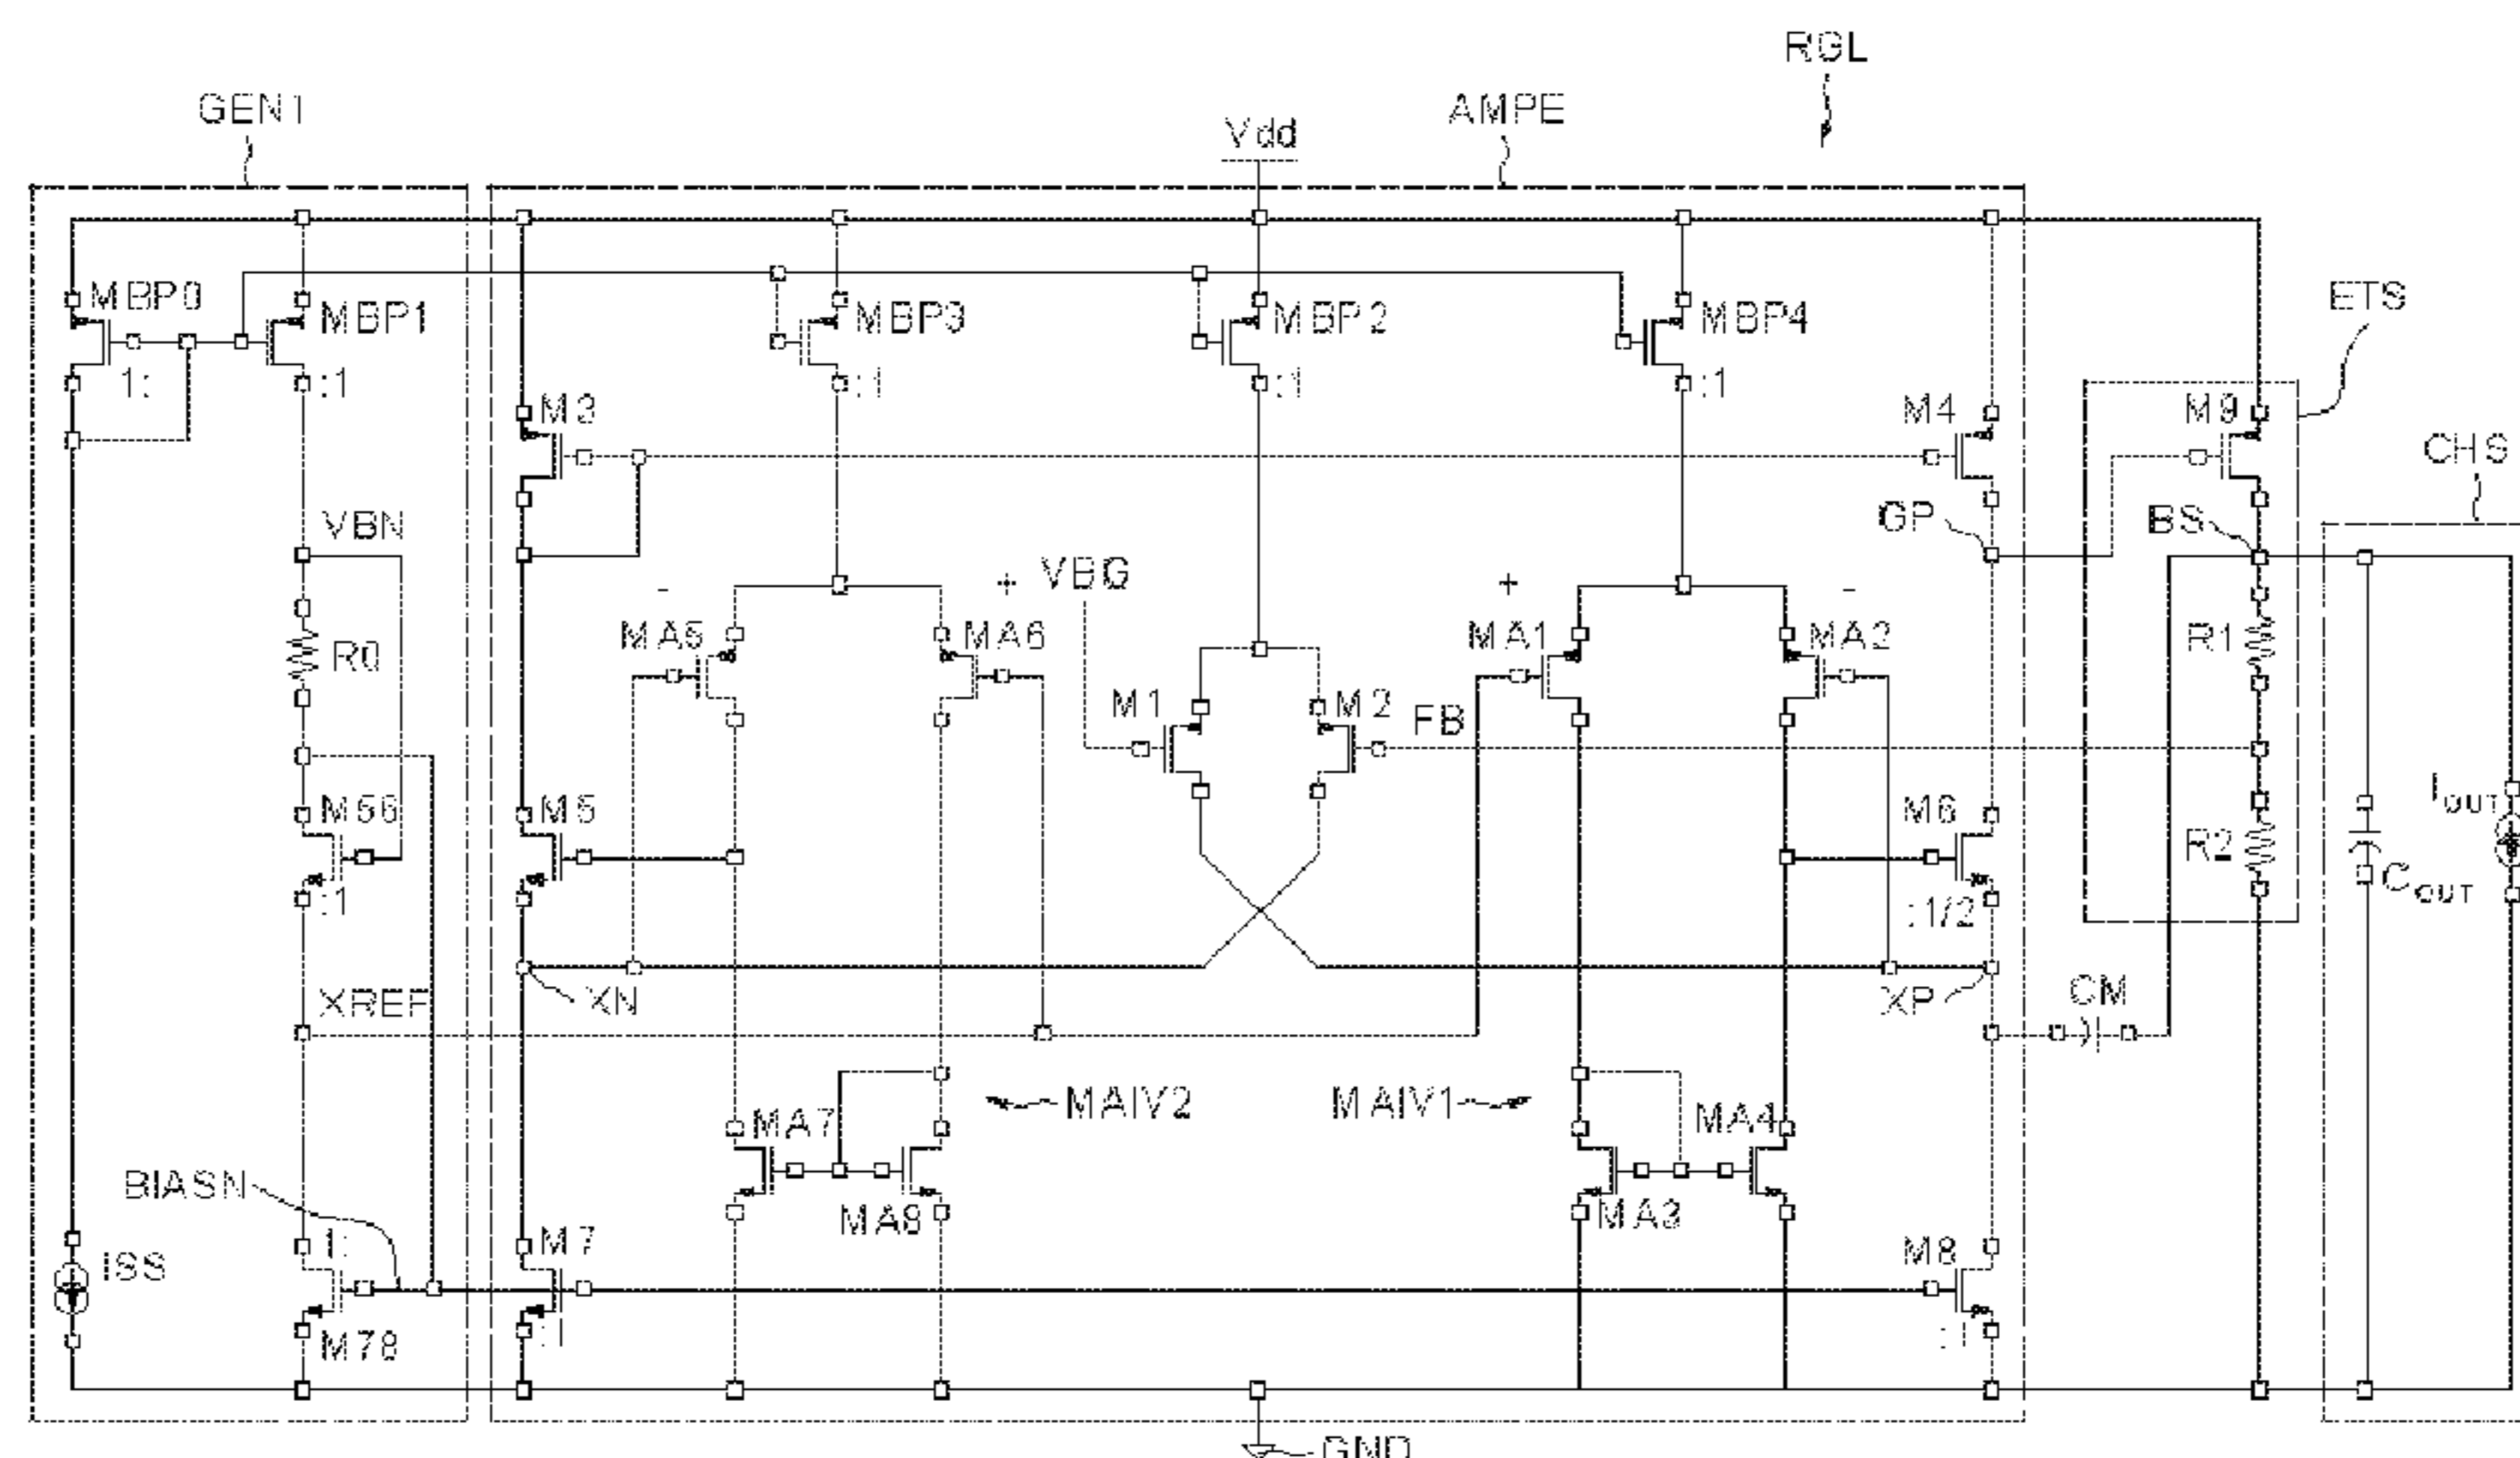 RGL
GEN1
AMPE
Vdd
MBP0
MBP1
MBP3
MBP2
MBP4
ETS
1:
:1
:1
:1
:1
M3
M4
M9
CHS
VBN
GP
BS
-
+
VBG
+
-
MA5
MA6
MA1
MA2
R1
R0
M1
M2
FB
M56
M5
M6
IOUT
R2
COUT
:1
:1/2
XREF
XN
XP
CM
MAIV2
MAIV1
MA7
MA4
BIASN
MA8
MA3
1:
M7
M8
ISS
M78
:1
:1
GND